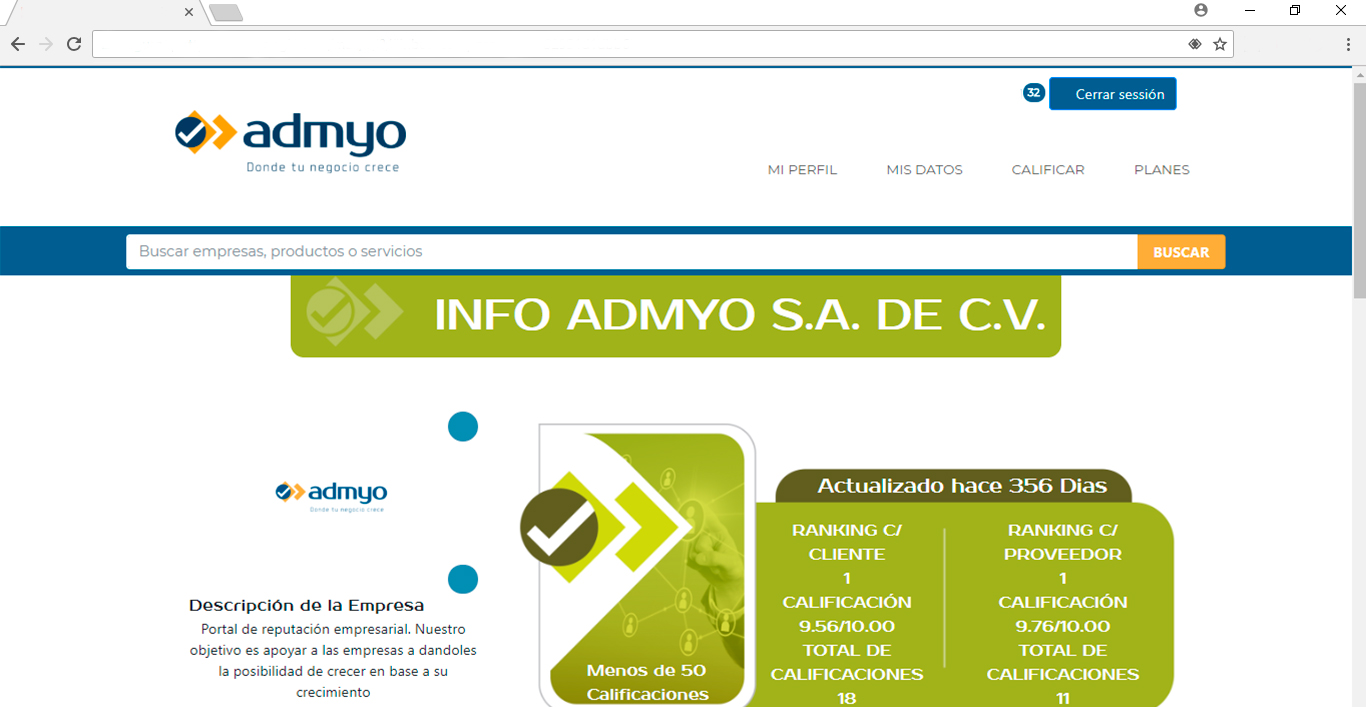 32
Cerrar sessión
admyo
Donde tu negocio crece
MI PERFIL
MIS DATOS
CALIFICAR
PLANES
Buscar empresas, productos o servicios
BUSCAR
INFO ADMYO S.A. DE C.V.
admyo
Donde tu negocio crece
Descripción de la Empresa
Portal de reputación empresarial. Nuestro
objetivo es apoyar a las empresas a dandoles
la posibilidad de crecer en base a su
crecimiento
Menos de 50
Calificaciones
Actualizado hace 356 Dias
RANKING C/
CLIENTE
1
CALIFICACIÓN
9.56/10.00
TOTAL DE
CALIFICACIONES
18
RANKING C/
PROVEEDOR
1
CALIFICACIÓN
9.76/10.00
TOTAL DE
CALIFICACIONES
11